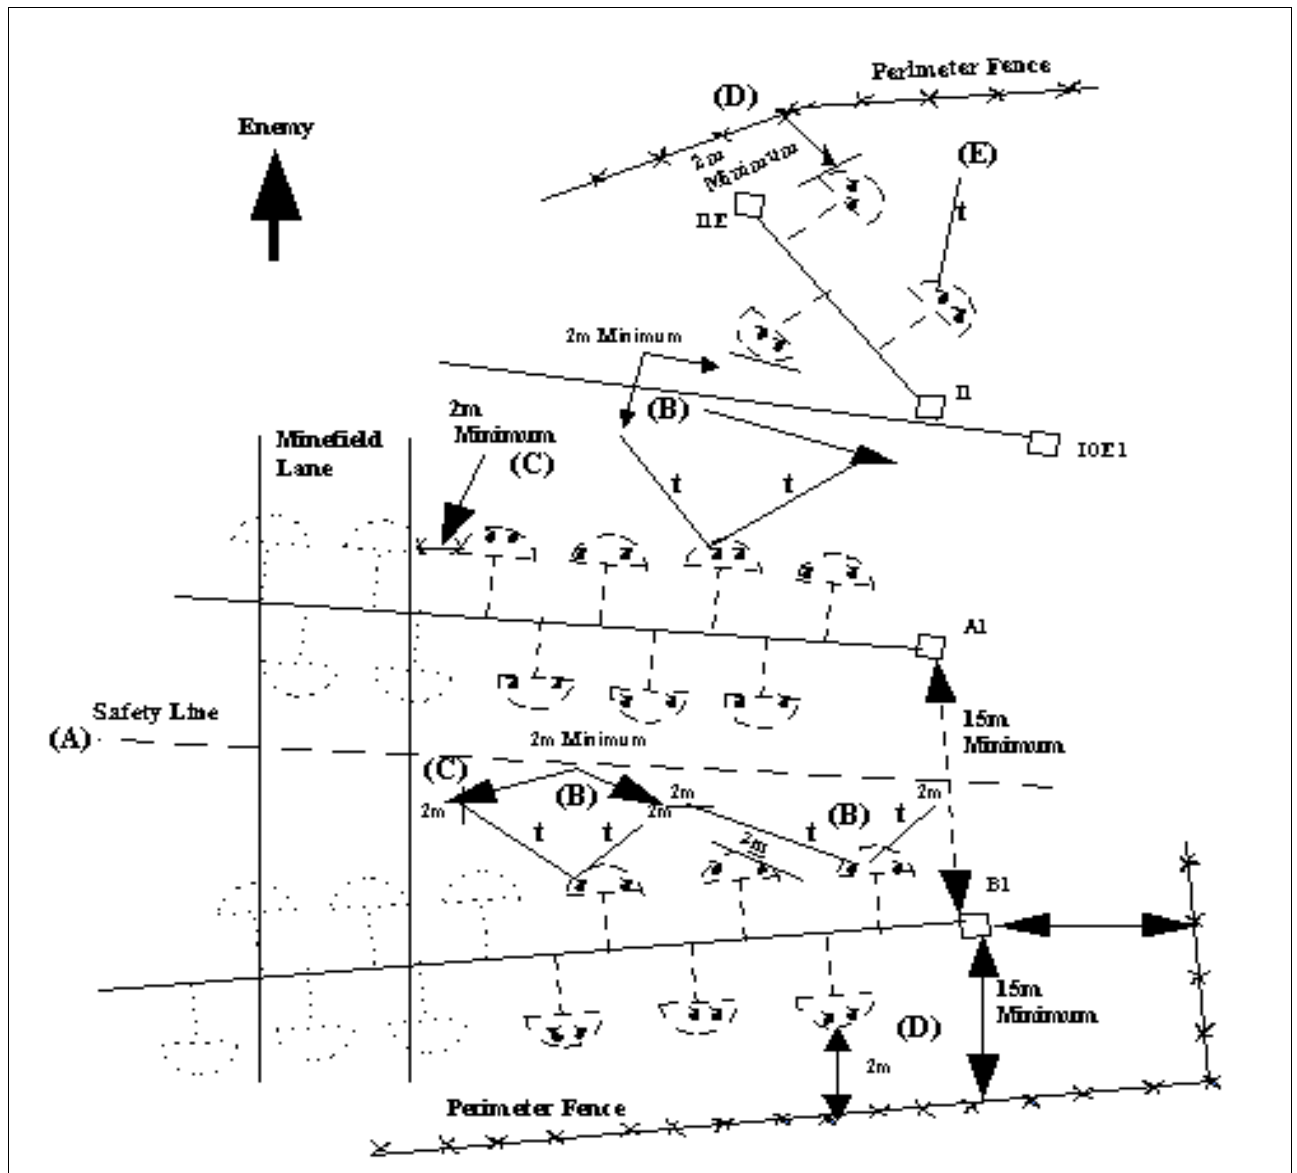 Perimeter Fence
(D)
Enemy
2m
Minimum
(E)
t
IIE
2m Minimum
II
(B)
2m
Minimum
(C)
Minefield
Lane
IOE1
t
t
A1
Safety Line
(A)
15m
Minimum
2m Minimum
(C)
(B)
2m
2m
2m
2m
(B)
t
t
t
t
2m
B1
15m
Minimum
(D)
2m
Perimeter Fence